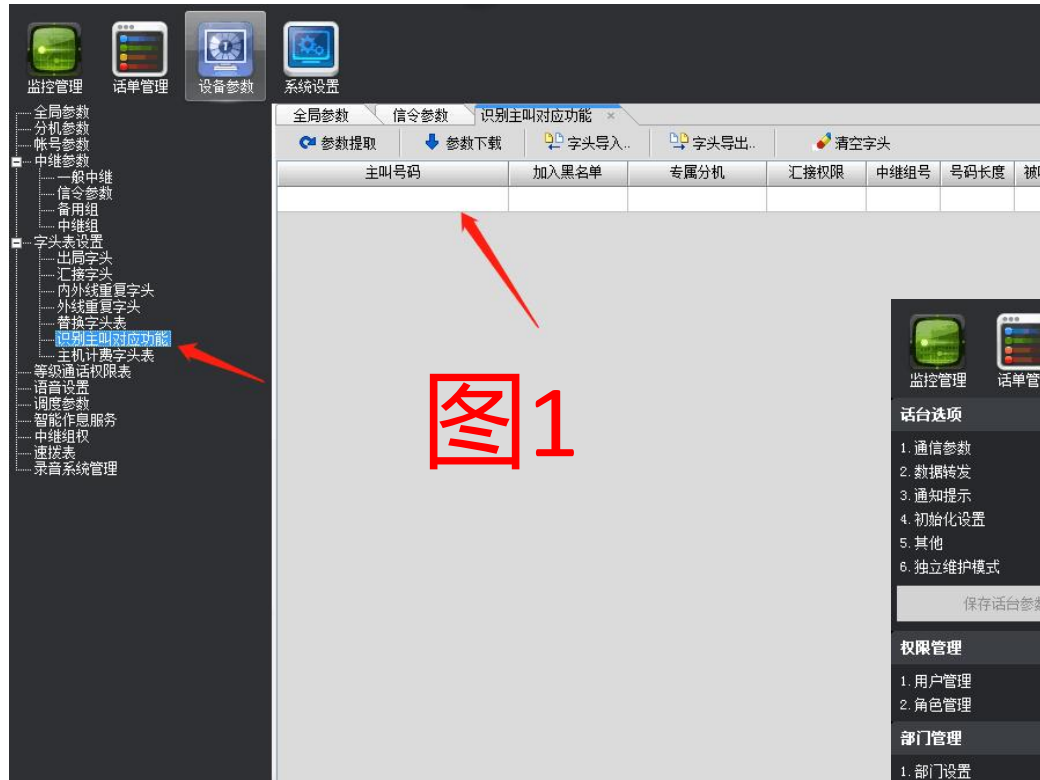 监控管理 话单管理 设备参数 系统设置
全局参数
分机参数
帐号参数
中继参数
一般中继
信令参数
备用组
中继组
字头表设置
出局字头
汇接字头
内外线重复字头
外线重复字头
替换字头表
识别主叫对应功能
主机计费字头表
等级通话权限表
语音设置
调度参数
智能作息服务
中继组权
速拨表
录音系统管理
全局参数 信令参数 识别主叫对应功能 ×
参数提取 参数下载 字头导入.. 字头导出.. 清空字头
主叫号码 加入黑名单 专属分机 汇接权限 中继组号 号码长度
图1
监控管理 话单管
话台选项
1. 通信参数
2. 数据转发
3. 通知提示
4. 初始化设置
5. 其他
6. 独立维护模式
保存话台参数
权限管理
1. 用户管理
2. 角色管理
部门管理
1. 部门设置